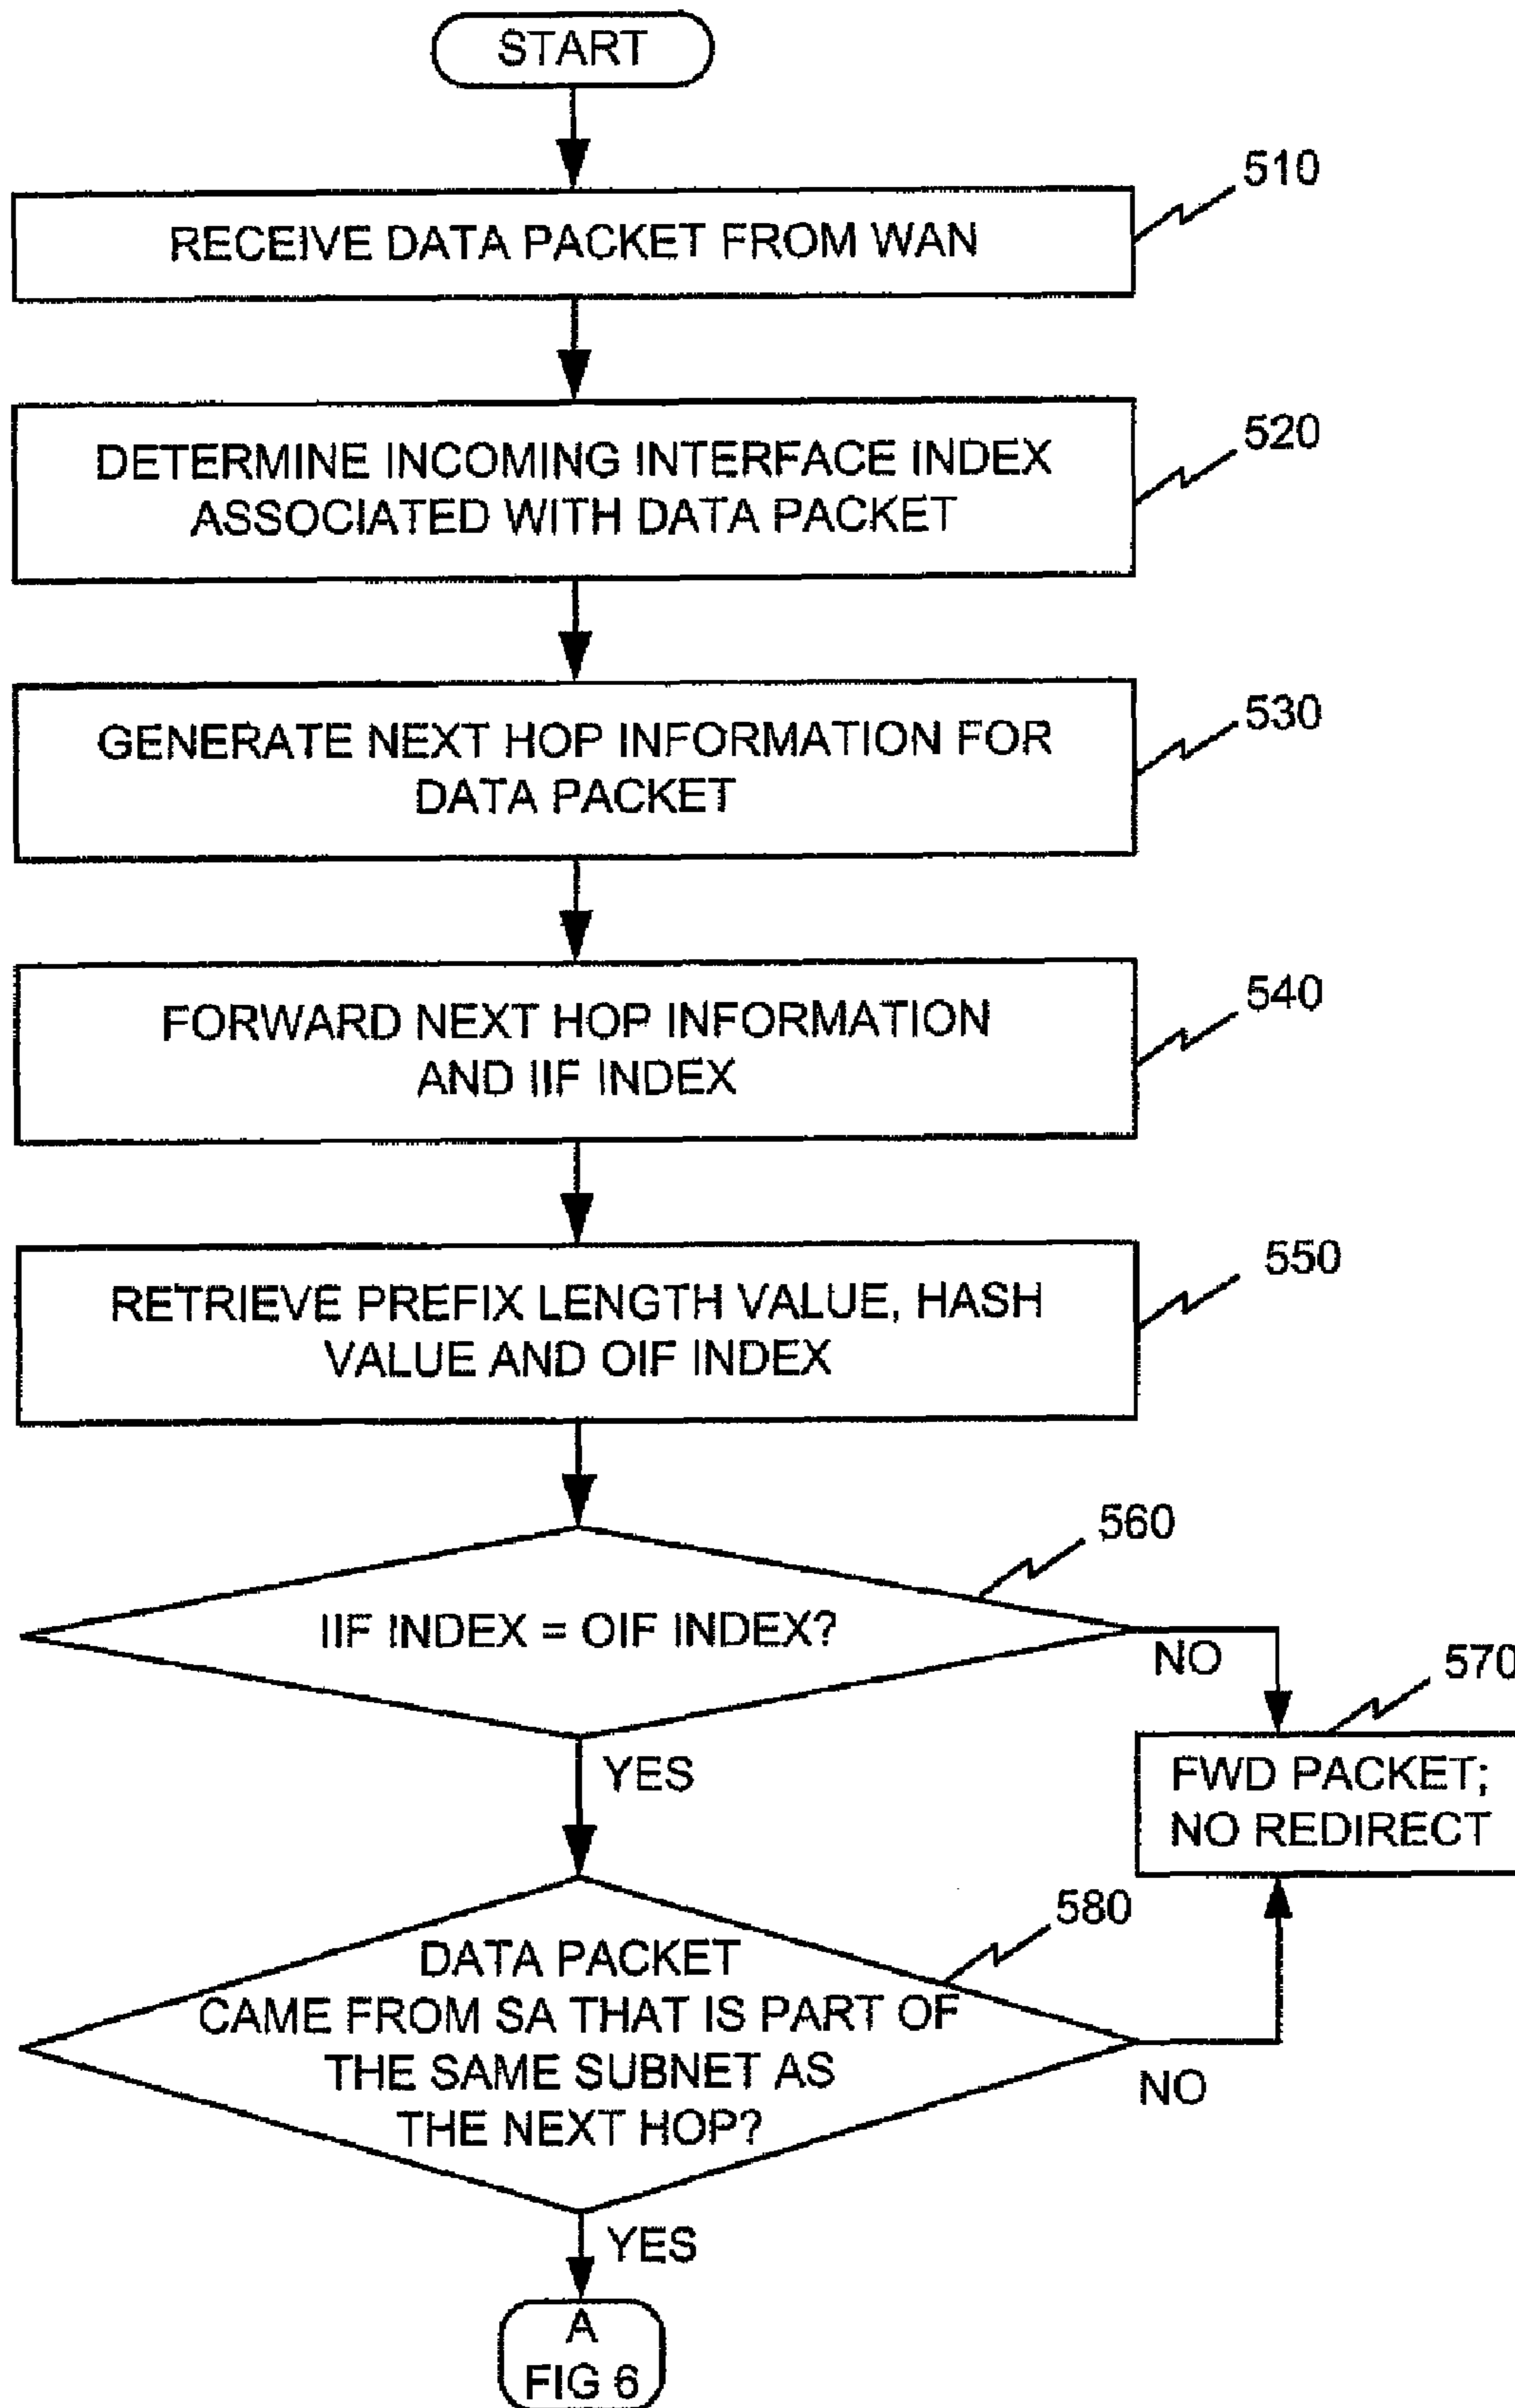 START
510
RECEIVE DATA PACKET FROM WAN
520
DETERMINE INCOMING INTERFACE INDEX
ASSOCIATED WITH DATA PACKET
530
GENERATE NEXT HOP INFORMATION FOR
DATA PACKET
540
FORWARD NEXT HOP INFORMATION
AND IIF INDEX
550
RETRIEVE PREFIX LENGTH VALUE, HASH
VALUE AND OIF INDEX
560
IIF INDEX = OIF INDEX?
NO
570
YES
FWD PACKET;
NO REDIRECT
580
DATA PACKET
CAME FROM SA THAT IS PART OF
THE SAME SUBNET AS
THE NEXT HOP?
NO
YES
A
FIG 6